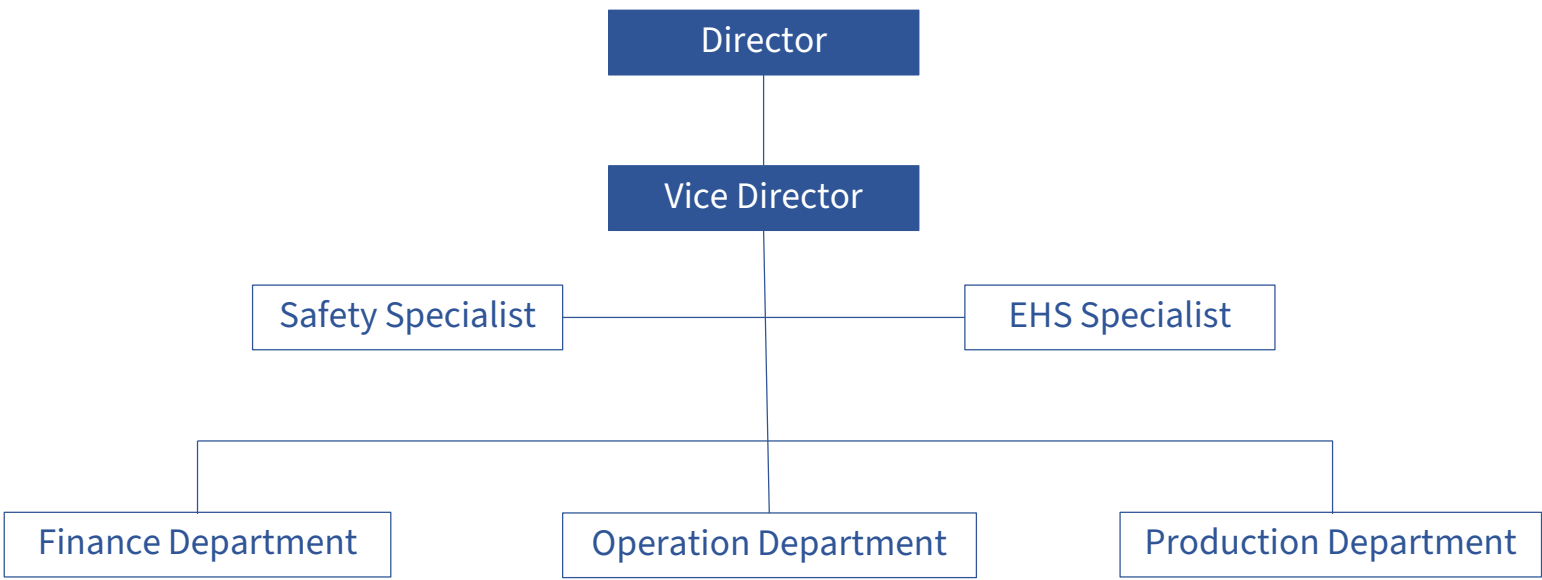 Director
Vice Director
Safety Specialist
EHS Specialist
Finance Department
Operation Department
Production Department